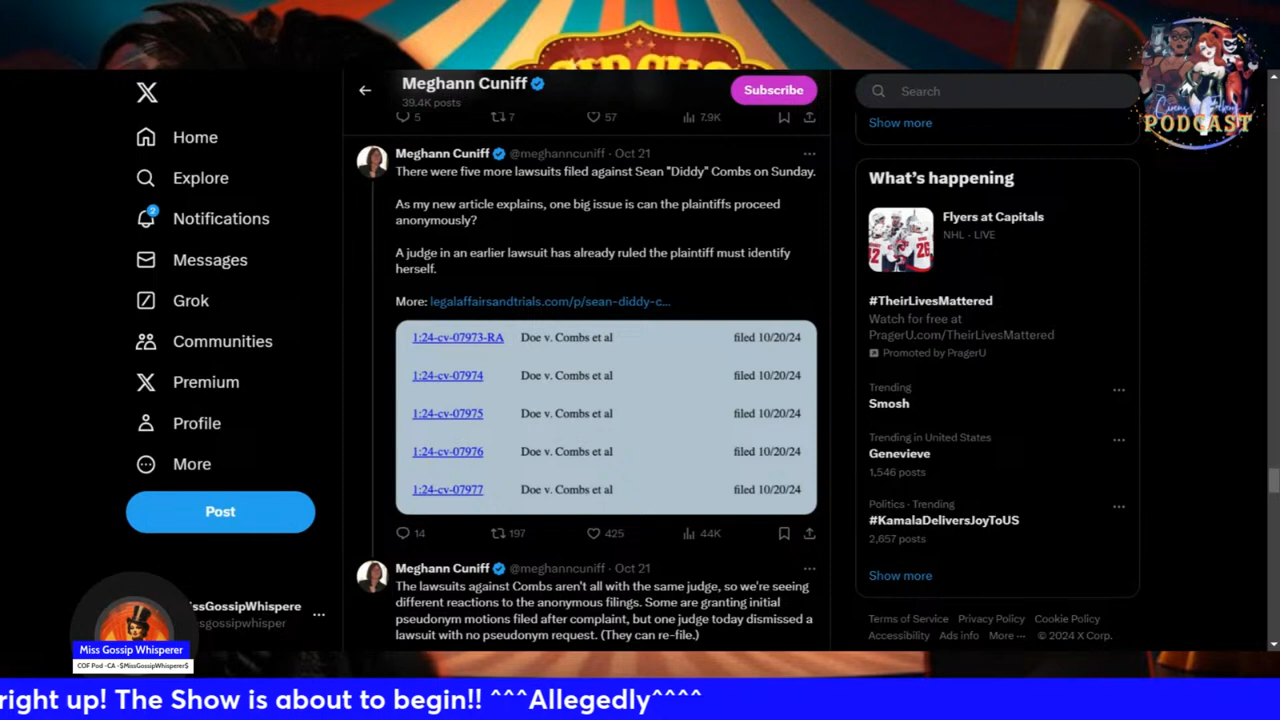 Meghann Cuniff
39.4K posts
Subscribe
5
7
57
7.9K
Home
Explore
2
Notifications
Messages
Grok
Communities
Premium
Profile
More
Post
Meghann Cuniff @meghanncuniff · Oct 21
There were five more lawsuits filed against Sean "Diddy" Combs on Sunday.
As my new article explains, one big issue is can the plaintiffs proceed
anonymously?
A judge in an earlier lawsuit has already ruled the plaintiff must identify
herself.
More: legalaffairsandtrials.com/p/sean-diddy-c...
1:24-cv-07973-RA Doe v. Combs et al filed 10/20/24
1:24-cv-07974 Doe v. Combs et al filed 10/20/24
1:24-cv-07975 Doe v. Combs et al filed 10/20/24
1:24-cv-07976 Doe v. Combs et al filed 10/20/24
1:24-cv-07977 Doe v. Combs et al filed 10/20/24
14
197
425
44K
Meghann Cuniff @meghanncuniff · Oct 21
The lawsuits against Combs aren't all with the same judge, so we're seeing
different reactions to the anonymous filings. Some are granting initial
pseudonym motions filed after complaint, but one judge today dismissed a
lawsuit with no pseudonym request. (They can re-file.)
Search
Show more
What's happening
Flyers at Capitals
NHL · LIVE
#TheirLivesMattered
Watch for free at
PragerU.com/TheirLivesMattered
Promoted by PragerU
Trending
Smosh
Trending in United States
Genevieve
1,546 posts
Politics · Trending
#KamalaDeliversJoyToUS
2,657 posts
Show more
Terms of Service Privacy Policy Cookie Policy
Accessibility Ads info More ··· © 2024 X Corp.
PODCAST
issGossipWhispere
esgossipwhisper
Miss Gossip Whisperer
COF Pod -CA -$MissGossipWhisperer$
right up! The Show is about to begin!! ^^^Allegedly^^^^